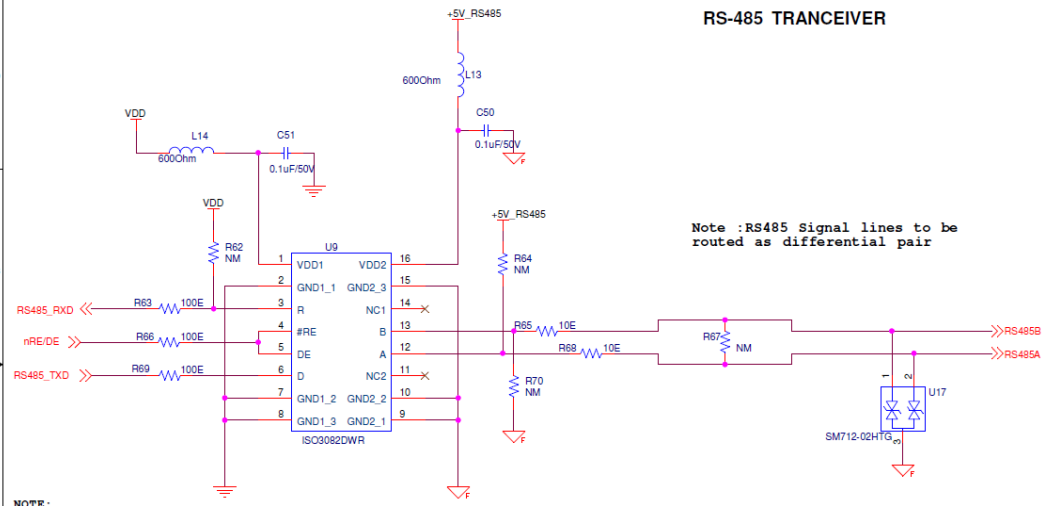 RS-485 TRANCEIVER
+5V_RS485
600Ohm
L13
C50
0.1uF/50V
F
VDD
L14
600Ohm
C51
0.1uF/50V
VDD
R62
NM
+5V_RS485
R64
NM
Note :RS485 Signal lines to be
routed as differential pair
U9
1 VDD1 VDD2 16
2 GND1_1 GND2_3 15
3 R NC1 14
4 #RE B 13
5 DE A 12
6 D NC2 11
7 GND1_2 GND2_2 10
8 GND1_3 GND2_1 9
ISO3082DWR
RS485_RXD R63 100E
nRE/DE R66 100E
RS485_TXD R69 100E
R65 10E
R68 10E
R67
NM
RS485B
RS485A
R70
NM
F
1 2
U17
SM712-02HTG
3
F
F
NOTE: